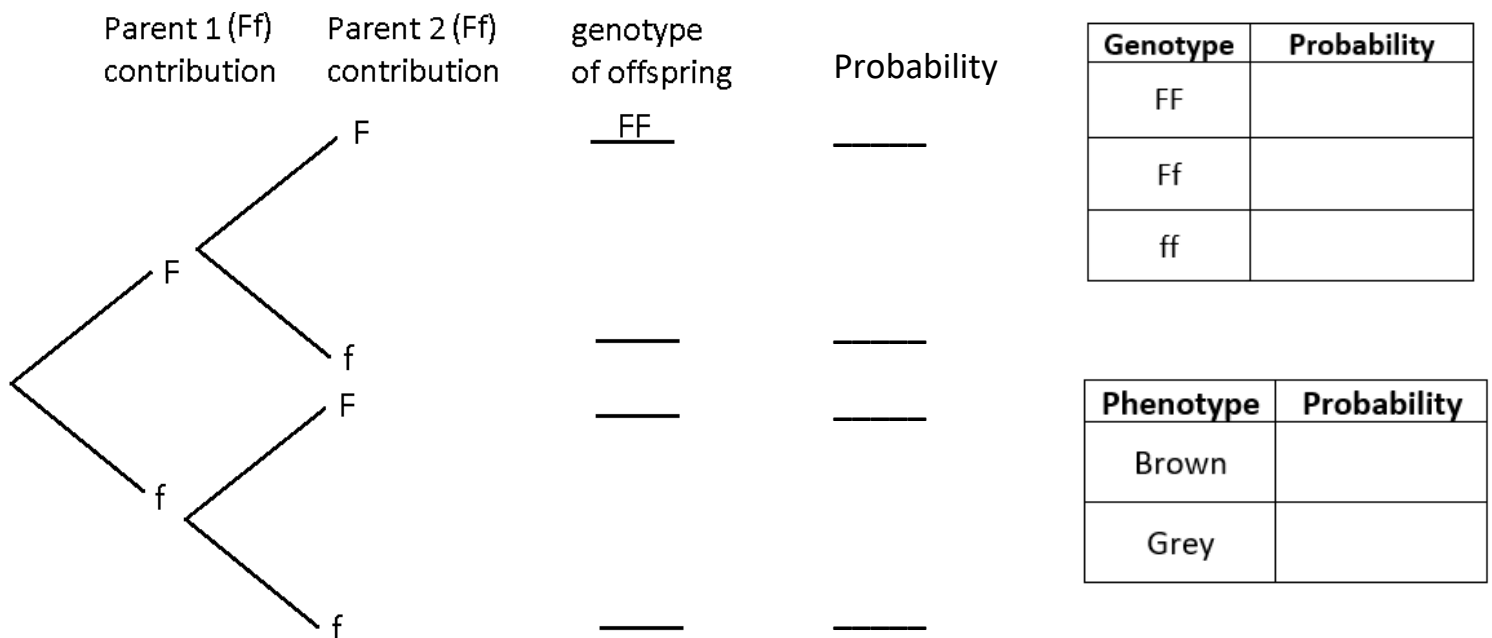 Parent 1 (Ff)
contribution
Parent 2 (Ff)
contribution
genotype
of offspring
Probability
F
f
F
f
F
f
FF
Genotype Probability
FF
Ff
ff
Phenotype Probability
Brown
Grey